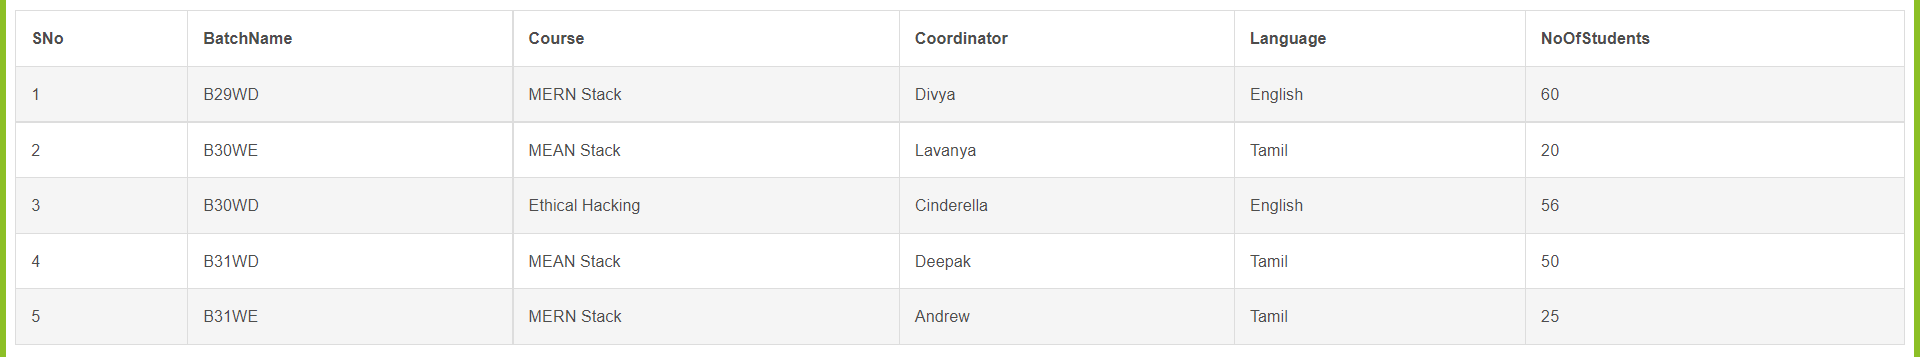 SNo BatchName Course Coordinator Language NoOfStudents
1 B29WD MERN Stack Divya English 60
2 B30WE MEAN Stack Lavanya Tamil 20
3 B30WD Ethical Hacking Cinderella English 56
4 B31WD MEAN Stack Deepak Tamil 50
5 B31WE MERN Stack Andrew Tamil 25